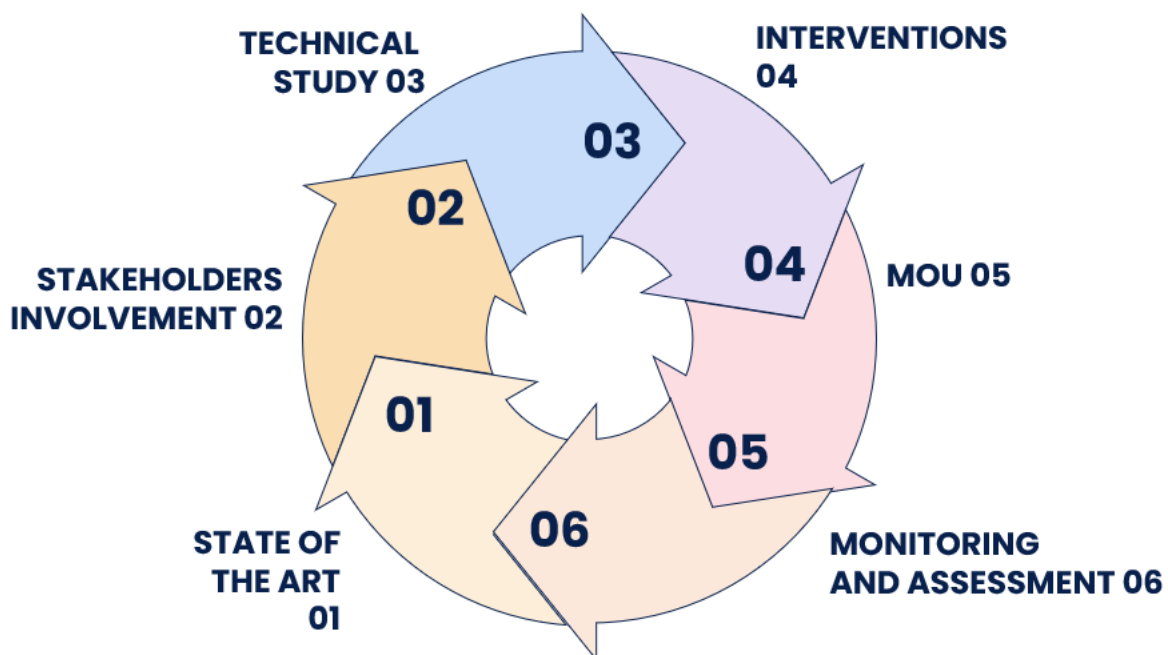 TECHNICAL
STUDY 03
INTERVENTIONS
04
03
02
04
STAKEHOLDERS
INVOLVEMENT 02
MOU 05
01
05
06
STATE OF
THE ART
01
MONITORING
AND ASSESSMENT 06